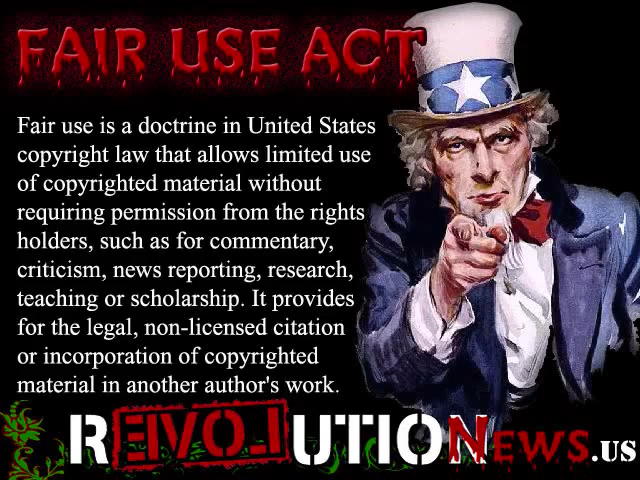 FAIR USE ACT
Fair use is a doctrine in United States
copyright law that allows limited use
of copyrighted material without
requiring permission from the rights
holders, such as for commentary,
criticism, news reporting, research,
teaching or scholarship. It provides
for the legal, non-licensed citation
or incorporation of copyrighted
material in another author's work.
REVOLUTIONNEWS.US